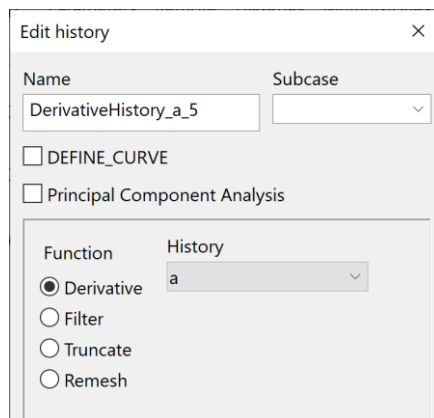 Edit history
Name
Subcase
DerivativeHistory_a_5
DEFINE_CURVE
Principal Component Analysis
Function
History
Derivative
a
Filter
Truncate
Remesh